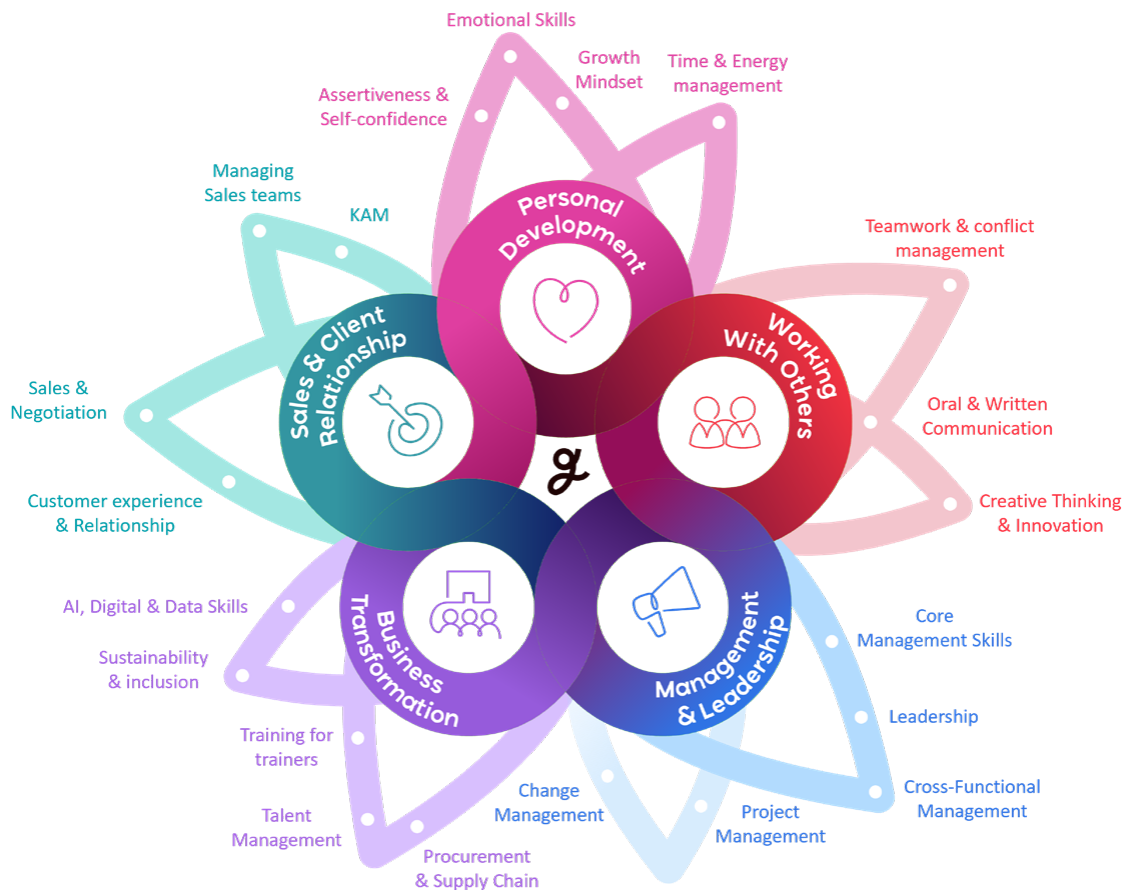 Emotional Skills
Growth
Mindset
Time & Energy
management
Assertiveness &
Self-confidence
Managing
Sales teams
KAM
Personal
Development
Teamwork & conflict
management
Sales & Client
Relationship
Working
With Others
Sales &
Negotiation
Oral & Written
Communication
g
Customer experience
& Relationship
Creative Thinking
& Innovation
AI, Digital & Data Skills
Business
Transformation
Management
& Leadership
Core
Management Skills
Sustainability
& inclusion
Leadership
Training for
trainers
Change
Management
Cross-Functional
Management
Talent
Management
Project
Management
Procurement
& Supply Chain